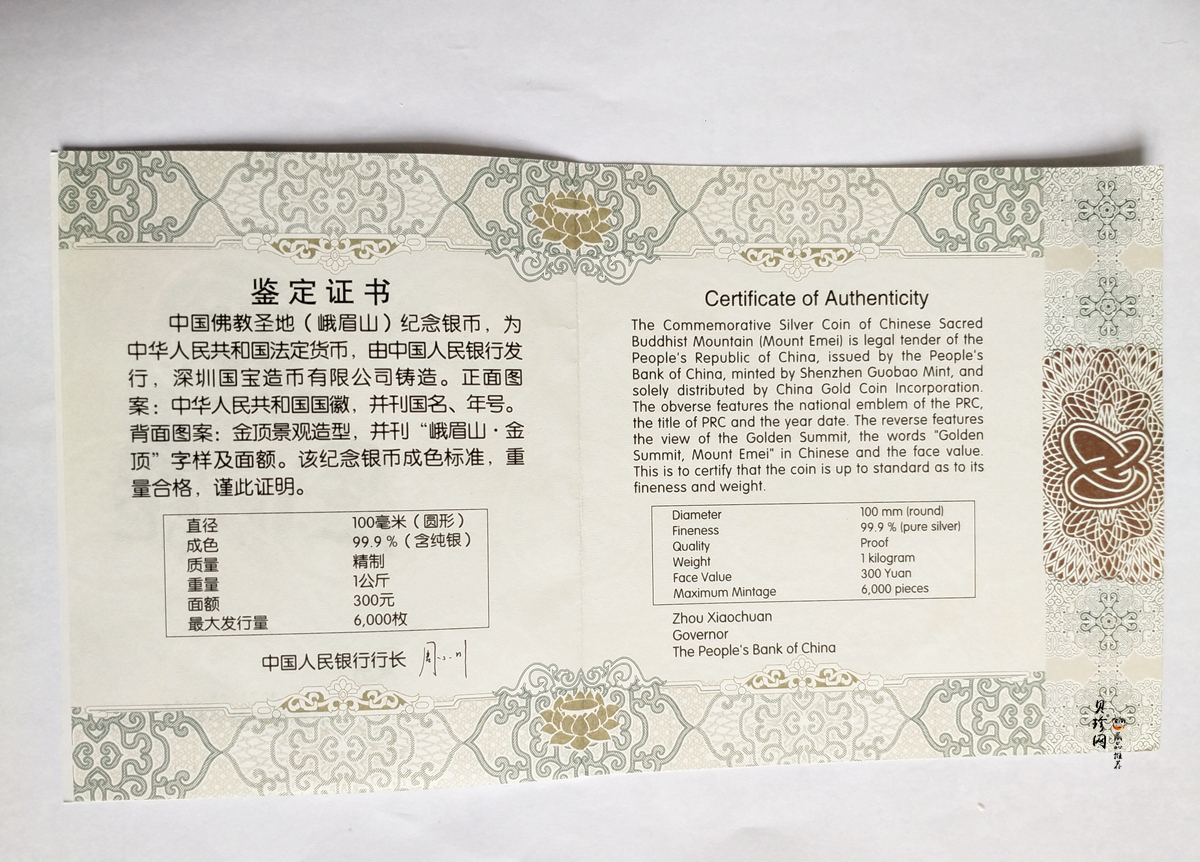 鉴定证书
中国佛教圣地（峨眉山）纪念银币，为
中华人民共和国法定货币，由中国人民银行发
行，深圳国宝造币有限公司铸造。正面图
案：中华人民共和国国徽，并刊国名、年号。
背面图案：金顶景观造型，并刊“峨眉山·金
顶”字样及面额。该纪念银币成色标准，重
量合格，谨此证明。
直径 100毫米（圆形）
成色 99.9％（含纯银）
质量 精制
重量 1公斤
面额 300元
最大发行量 6,000枚
中国人民银行行长 周小川
Certificate of Authenticity
The Commemorative Silver Coin of Chinese Sacred
Buddhist Mountain (Mount Emei) is legal tender of the
People's Republic of China, issued by the People's
Bank of China, minted by Shenzhen Guobao Mint, and
solely distributed by China Gold Coin Incorporation.
The obverse features the national emblem of the PRC,
the title of PRC and the year date. The reverse features
the view of the Golden Summit, the words "Golden
Summit, Mount Emei" in Chinese and the face value.
This is to certify that the coin is up to standard as to its
fineness and weight.
Diameter 100 mm (round)
Fineness 99.9 % (pure silver)
Quality Proof
Weight 1 kilogram
Face Value 300 Yuan
Maximum Mintage 6,000 pieces
Zhou Xiaochuan
Governor
The People's Bank of China
贝珍网
藏品推荐